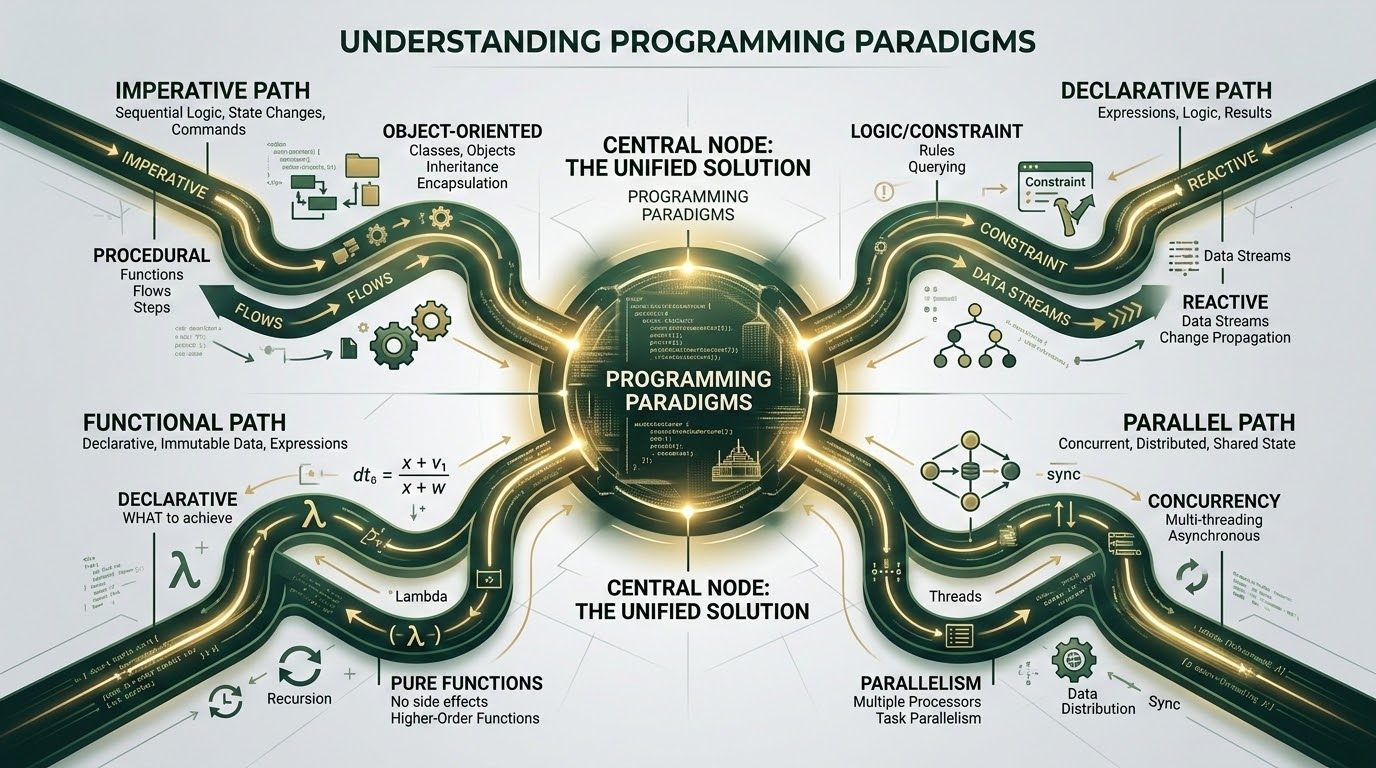 UNDERSTANDING PROGRAMMING PARADIGMS
IMPERATIVE PATH
Sequential Logic, State Changes,
Commands
IMPERATIVE
OBJECT-ORIENTED
Classes, Objects
Inheritance
Encapsulation
PROCEDURAL
Functions
Flows
Steps
FLOWS
FLOWS
CENTRAL NODE:
THE UNIFIED SOLUTION
PROGRAMMING
PARADIGMS
PROGRAMMING
PARADIGMS
CENTRAL NODE:
THE UNIFIED SOLUTION
DECLARATIVE PATH
Expressions, Logic, Results
LOGIC/CONSTRAINT
Rules
Querying
Constraint
REACTIVE
CONSTRAINT
DATA STREAMS
Data Streams
REACTIVE
Data Streams
Change Propagation
FUNCTIONAL PATH
Declarative, Immutable Data, Expressions
dt₆ = x + v₁ / x + w
DECLARATIVE
WHAT to achieve
λ
λ
Lambda
(λ)
Recursion
PURE FUNCTIONS
No side effects
Higher-Order Functions
PARALLEL PATH
Concurrent, Distributed, Shared State
sync
CONCURRENCY
Multi-threading
Asynchronous
Threads
PARALLELISM
Multiple Processors
Task Parallelism
Data
Distribution
Sync